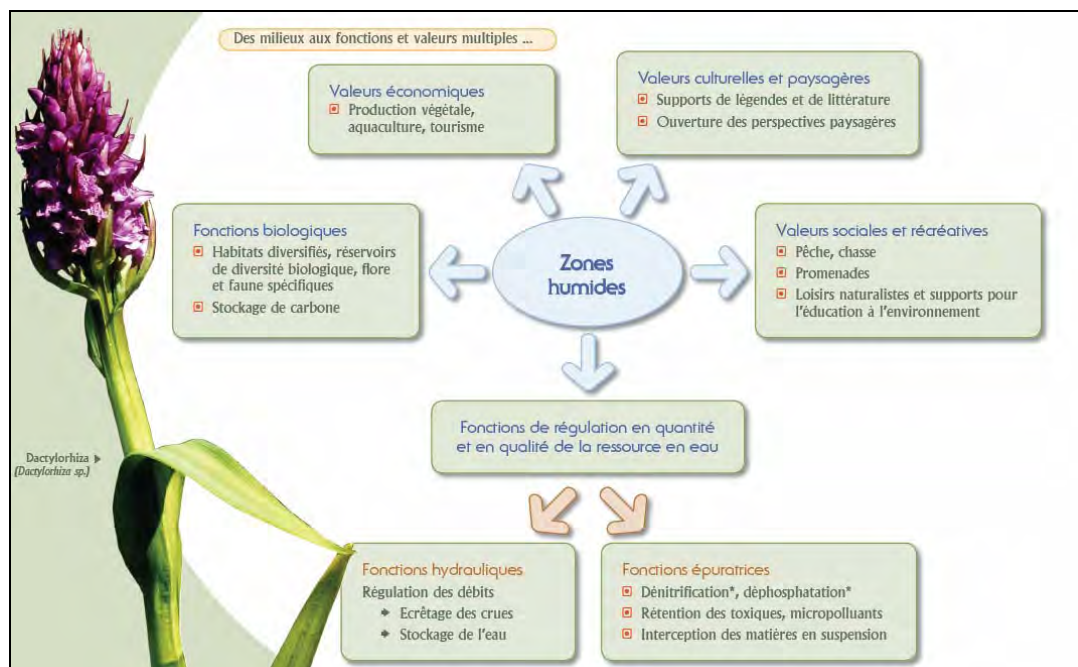 Des milieux aux fonctions et valeurs multiples ...
Valeurs économiques
Production végétale,
aquaculture, tourisme
Valeurs culturelles et paysagères
Supports de légendes et de littérature
Ouverture des perspectives paysagères
Fonctions biologiques
Habitats diversifiés, réservoirs
de diversité biologique, flore
et faune spécifiques
Stockage de carbone
Zones
humides
Valeurs sociales et récréatives
Pêche, chasse
Promenades
Loisirs naturalistes et supports pour
l'éducation à l'environnement
Fonctions de régulation en quantité
et en qualité de la ressource en eau
Dactylorhiza
(Dactylorhiza sp.)
Fonctions hydrauliques
Régulation des débits
Ecrêtage des crues
Stockage de l'eau
Fonctions épuratrices
Dénitrification*, déphosphatation*
Rétention des toxiques, micropolluants
Interception des matières en suspension